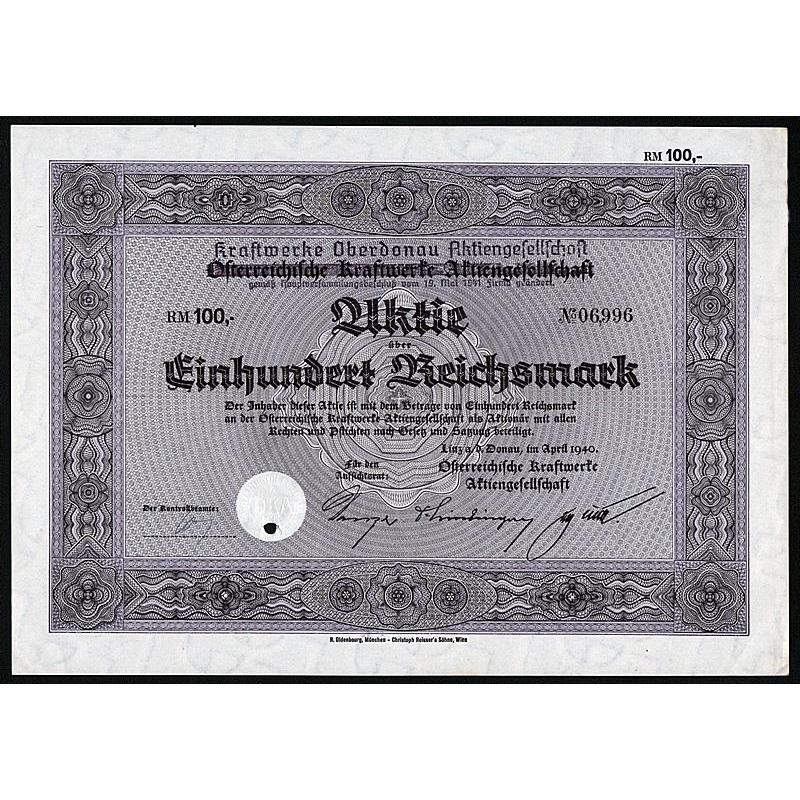 RM 100,-
Kraftwerke Oberdonau Aktiengesellschaft
Österreichische Kraftwerke Aktiengesellschaft
gemäß Hauptversammlungsbeschluß vom 19. Mai 1941 Firma geändert.
RM 100,- Aktie № 06,996
über
Einhundert Reichsmark
Der Inhaber dieser Aktie ist mit dem Betrage von Einhundert Reichsmark
an der Österreichische Kraftwerke Aktiengesellschaft als Aktionär mit allen
Rechten und Pflichten nach Gesetz und Satzung beteiligt.
Linz a. d. Donau, im April 1940.
Für den
Aufsichtsrat:
Österreichische Kraftwerke
Aktiengesellschaft
Der Kontrollbeamte:
R. Oldenbourg, München – Christoph Reisser's Söhne, Wien